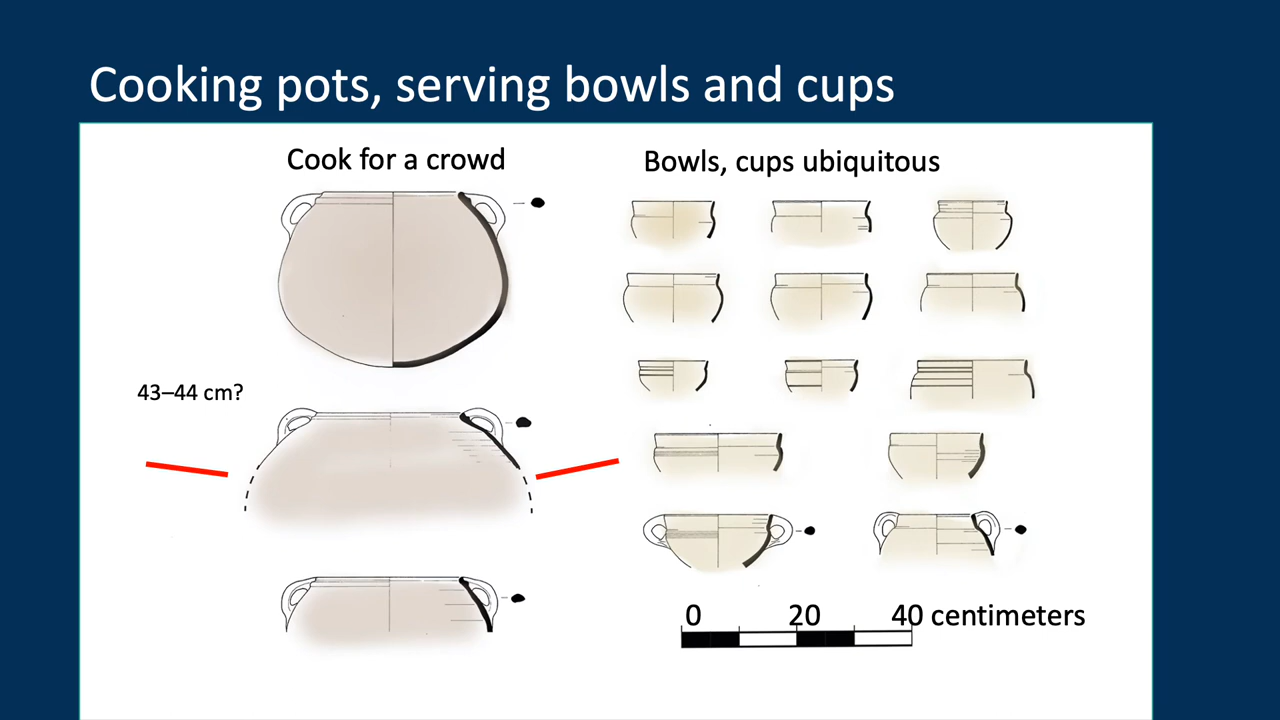 Cooking pots, serving bowls and cups
Cook for a crowd
Bowls, cups ubiquitous
43–44 cm?
0 20 40 centimeters